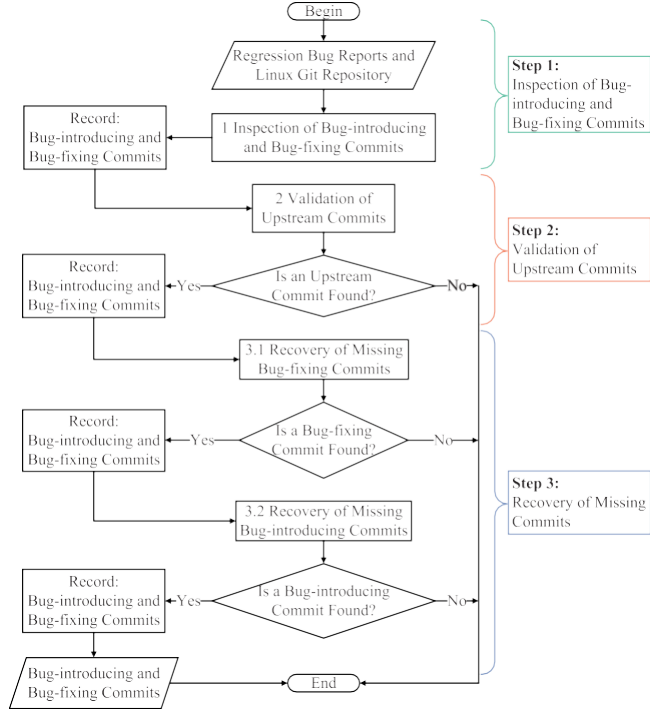 Begin
Regression Bug Reports and
Linux Git Repository
Step 1:
Inspection of Bug-
introducing and
Bug-fixing Commits
Record:
Bug-introducing and
Bug-fixing Commits
1 Inspection of Bug-introducing
and Bug-fixing Commits
2 Validation of
Upstream Commits
Step 2:
Validation of
Upstream Commits
Record:
Bug-introducing and
Bug-fixing Commits
Yes
Is an Upstream
Commit Found?
No
3.1 Recovery of Missing
Bug-fixing Commits
Record:
Bug-introducing and
Bug-fixing Commits
Yes
Is a Bug-fixing
Commit Found?
No
Step 3:
Recovery of Missing
Commits
3.2 Recovery of Missing
Bug-introducing Commits
Record:
Bug-introducing and
Bug-fixing Commits
Yes
Is a Bug-introducing
Commit Found?
No
Bug-introducing and
Bug-fixing Commits
End